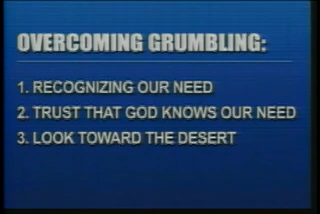 OVERCOMING GRUMBLING:
1. RECOGNIZING OUR NEED
2. TRUST THAT GOD KNOWS OUR NEED
3. LOOK TOWARD THE DESERT